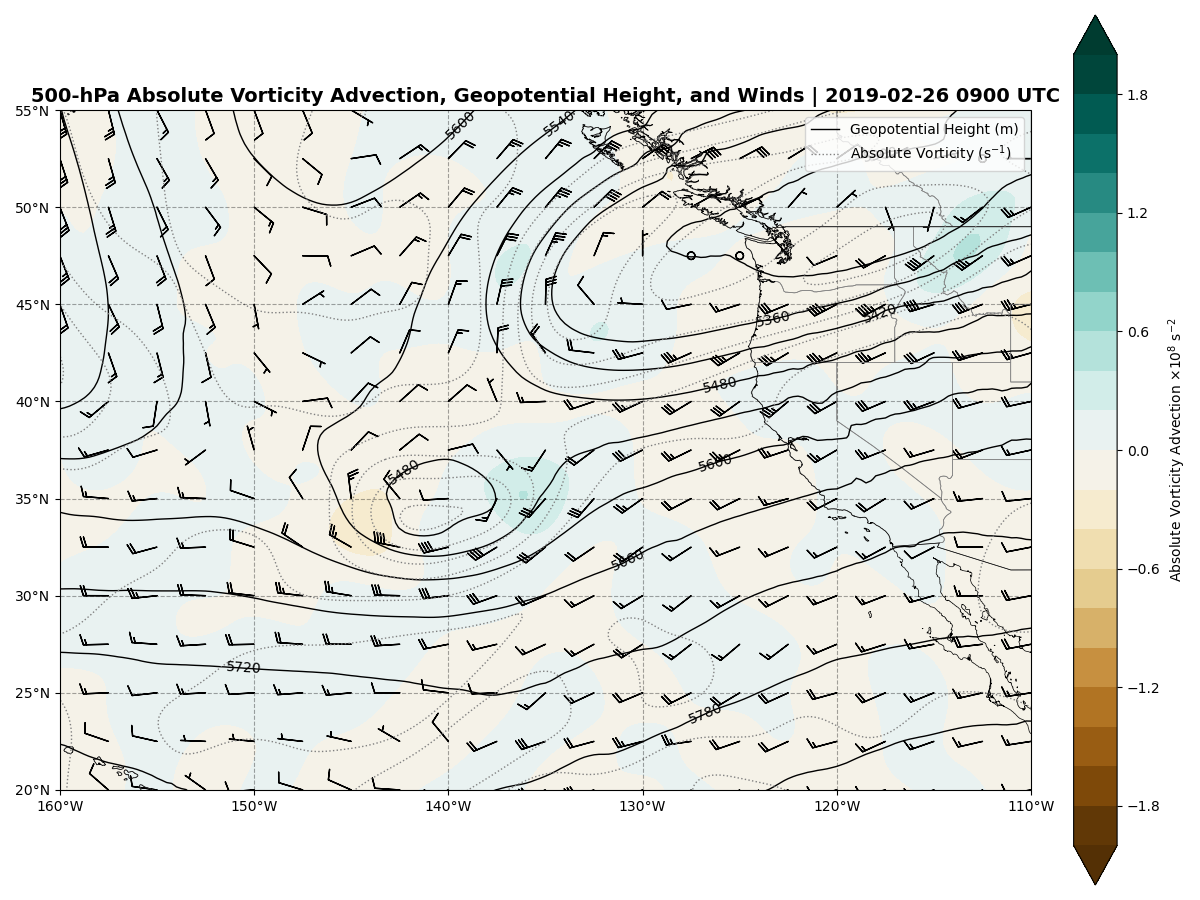 500-hPa Absolute Vorticity Advection, Geopotential Height, and Winds | 2019-02-26 0900 UTC
55°N
50°N
45°N
40°N
35°N
30°N
25°N
20°N
160°W
150°W
140°W
130°W
120°W
110°W
Geopotential Height (m)
Absolute Vorticity (s⁻¹)
5600
5540
5360
5420
5480
5600
5480
5660
5720
5780
1.8
1.2
0.6
0.0
−0.6
−1.2
−1.8
Absolute Vorticity Advection ×10⁸ s⁻²